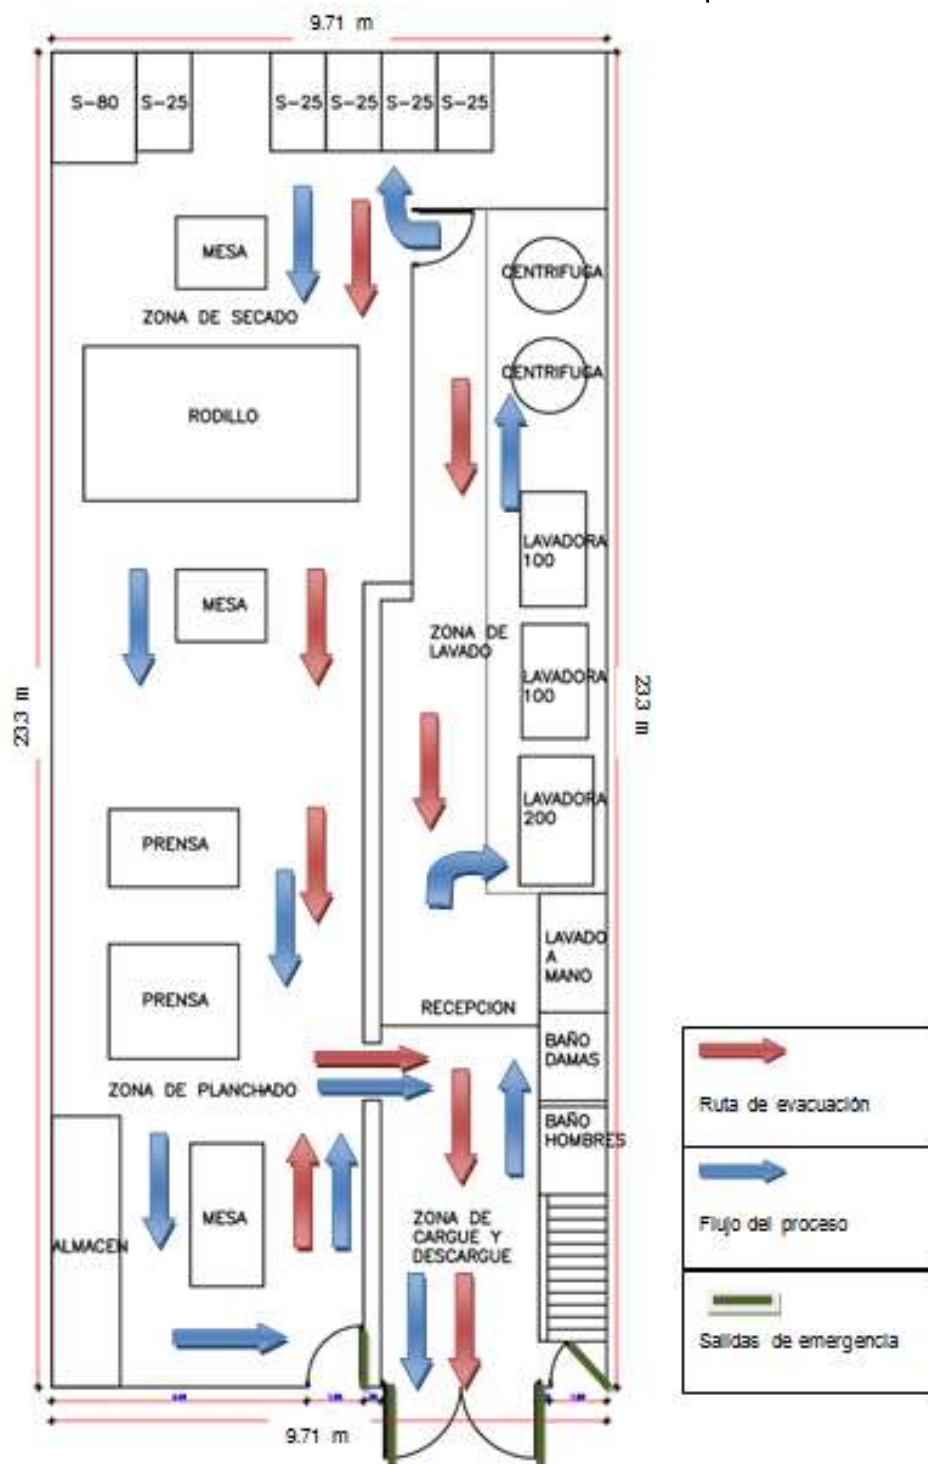 9.71 m
S-80
S-25
S-25
S-25
S-25
S-25
MESA
CENTRIFUGA
ZONA DE SECADO
CENTRIFUGA
RODILLO
LAVADORA
100
MESA
ZONA DE
LAVADO
LAVADORA
100
23.3 m
23.3 m
LAVADORA
200
PRENSA
LAVADO
A
MANO
PRENSA
RECEPCION
BAÑO
DAMAS
ZONA DE PLANCHADO
BAÑO
HOMBRES
Ruta de evacuación
MESA
ZONA DE
CARGUE Y
DESCARGUE
ALMACEN
Flujo del proceso
Salidas de emergencia
9.71 m